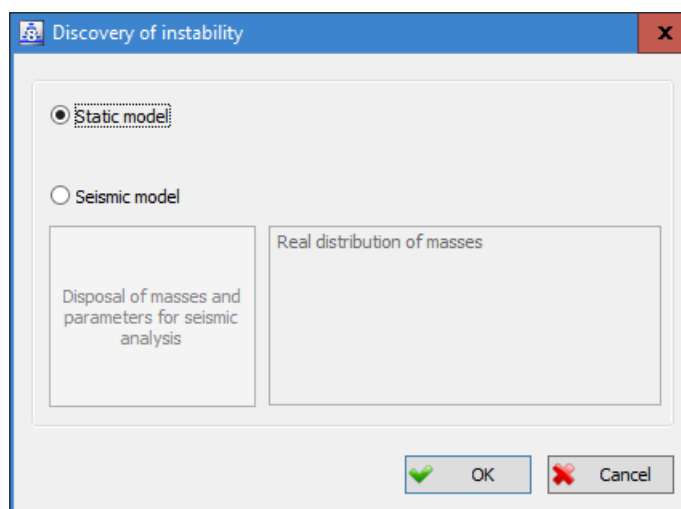 Discovery of instability
Static model
Seismic model
Disposal of masses and
parameters for seismic
analysis
Real distribution of masses
OK
Cancel